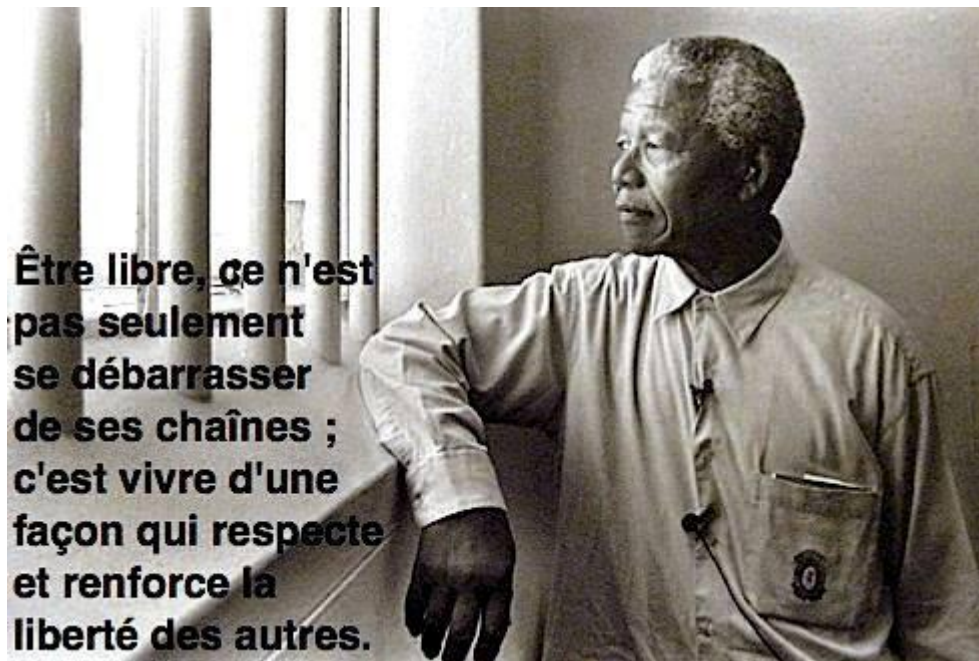 Être libre, ce n'est
pas seulement
se débarrasser
de ses chaînes ;
c'est vivre d'une
façon qui respecte
et renforce la
liberté des autres.